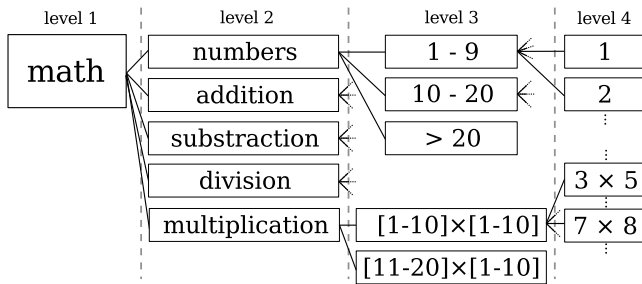 level 1
level 2
level 3
level 4
math
numbers
addition
substraction
division
multiplication
1 - 9
10 - 20
> 20
[1-10]×[1-10]
[11-20]×[1-10]
1
2
3 × 5
7 × 8